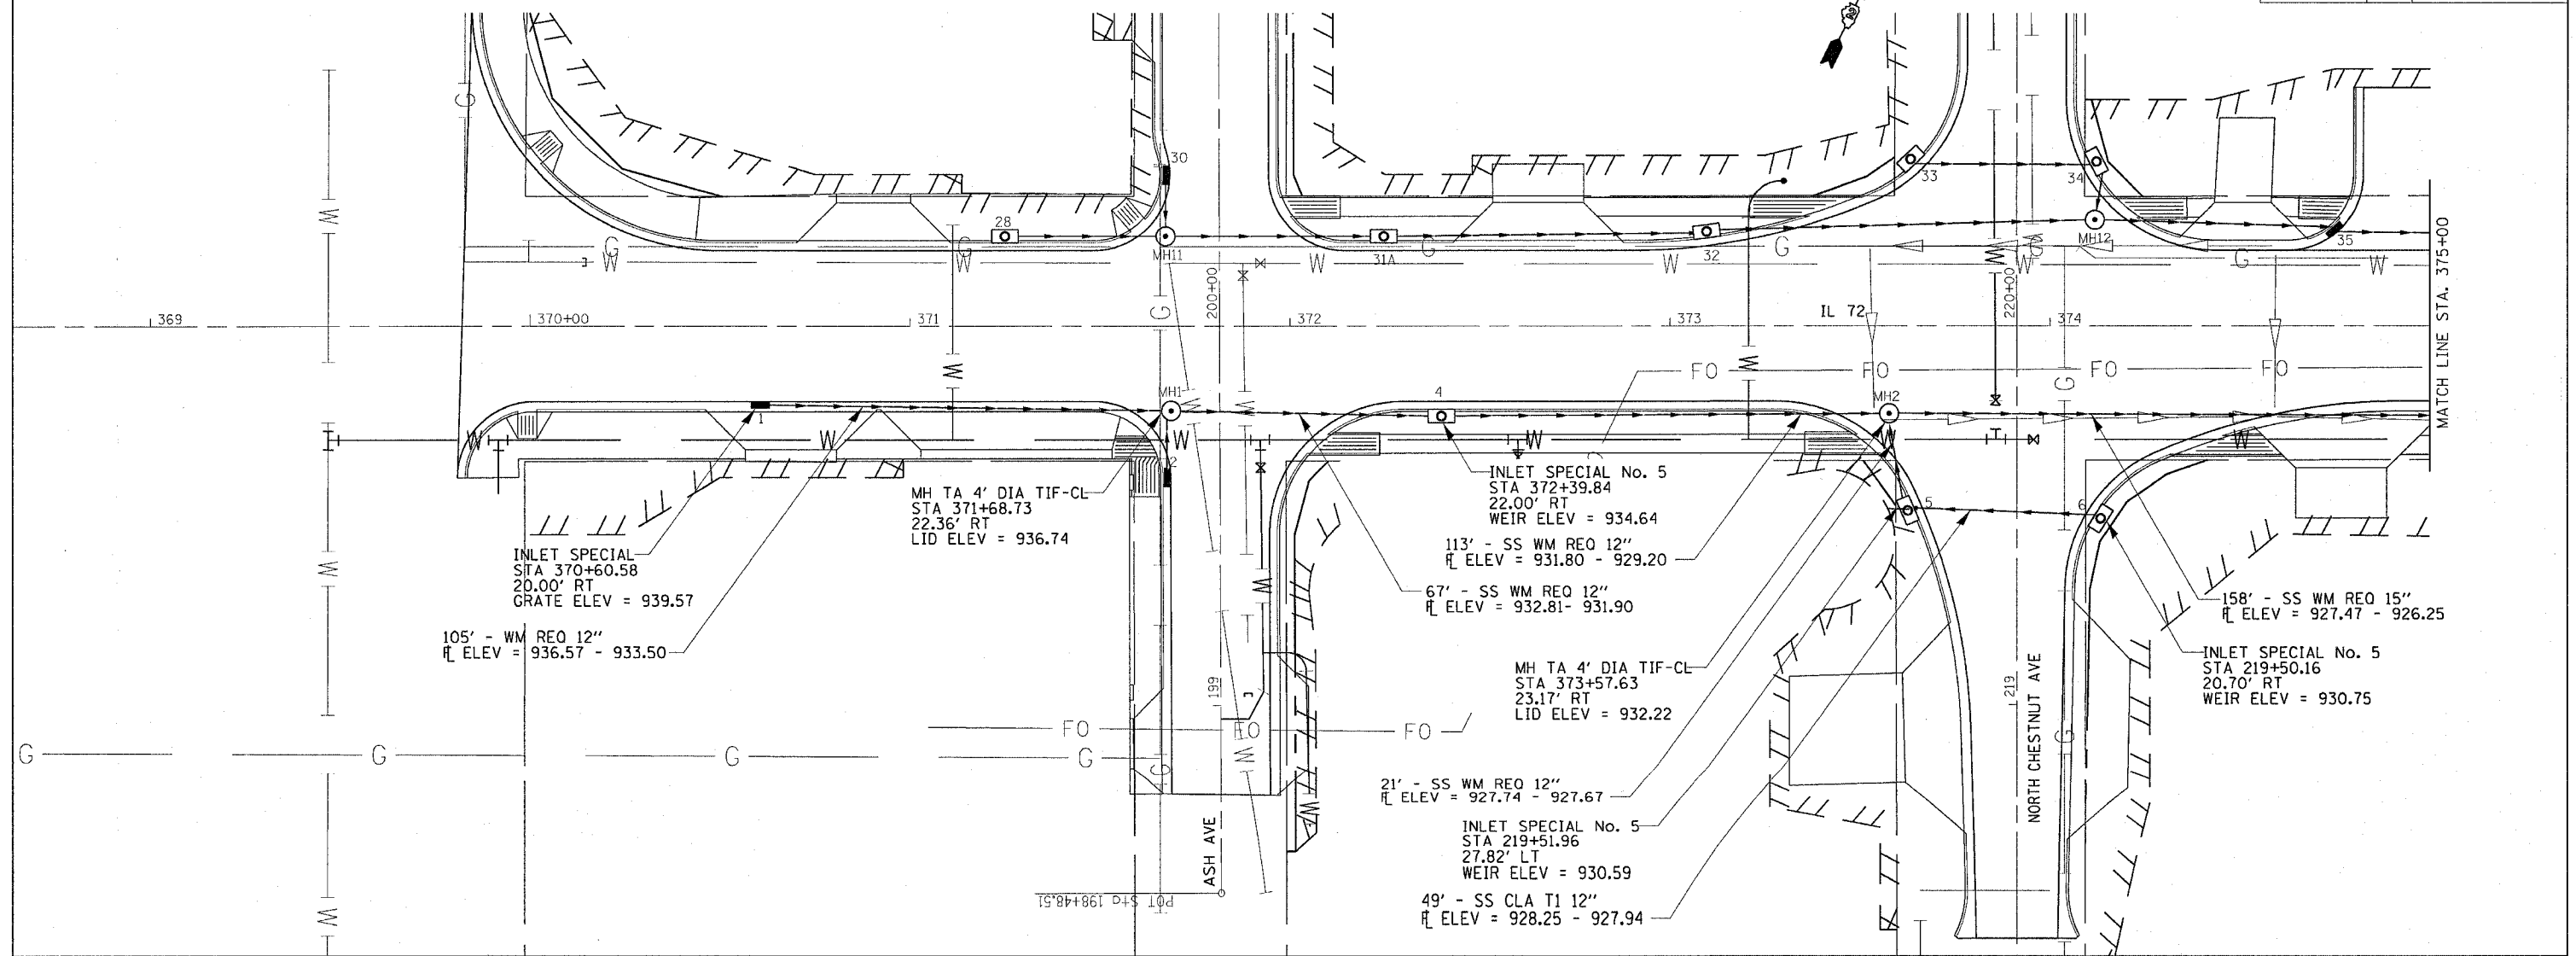 30
33
34
28
MH11
31A
32
MH12
35
G
W
200+00
220+00
MATCH LINE STA. 375+00
369
370+00
371
372
373
IL 72
374
FO
FO
FO
FO
1
MH1
2
4
MH2
5
6
INLET SPECIAL No. 5
STA 372+39.84
22.00' RT
WEIR ELEV = 934.64
MH TA 4' DIA TIF-CL
STA 371+68.73
22.36' RT
LID ELEV = 936.74
INLET SPECIAL
STA 370+60.58
20.00' RT
GRATE ELEV = 939.57
113' - SS WM REQ 12"
FL ELEV = 931.80 - 929.20
67' - SS WM REQ 12"
FL ELEV = 932.81- 931.90
105' - WM REQ 12"
FL ELEV = 936.57 - 933.50
158' - SS WM REQ 15"
FL ELEV = 927.47 - 926.25
INLET SPECIAL No. 5
STA 219+50.16
20.70' RT
WEIR ELEV = 930.75
MH TA 4' DIA TIF-CL
STA 373+57.63
23.17' RT
LID ELEV = 932.22
199
219
NORTH CHESTNUT AVE
FO
FO
FO
G
G
G
G
21' - SS WM REQ 12"
FL ELEV = 927.74 - 927.67
INLET SPECIAL No. 5
STA 219+51.96
27.82' LT
WEIR ELEV = 930.59
49' - SS CLA T1 12"
FL ELEV = 928.25 - 927.94
ASH AVE
POT Sta 198+48.51